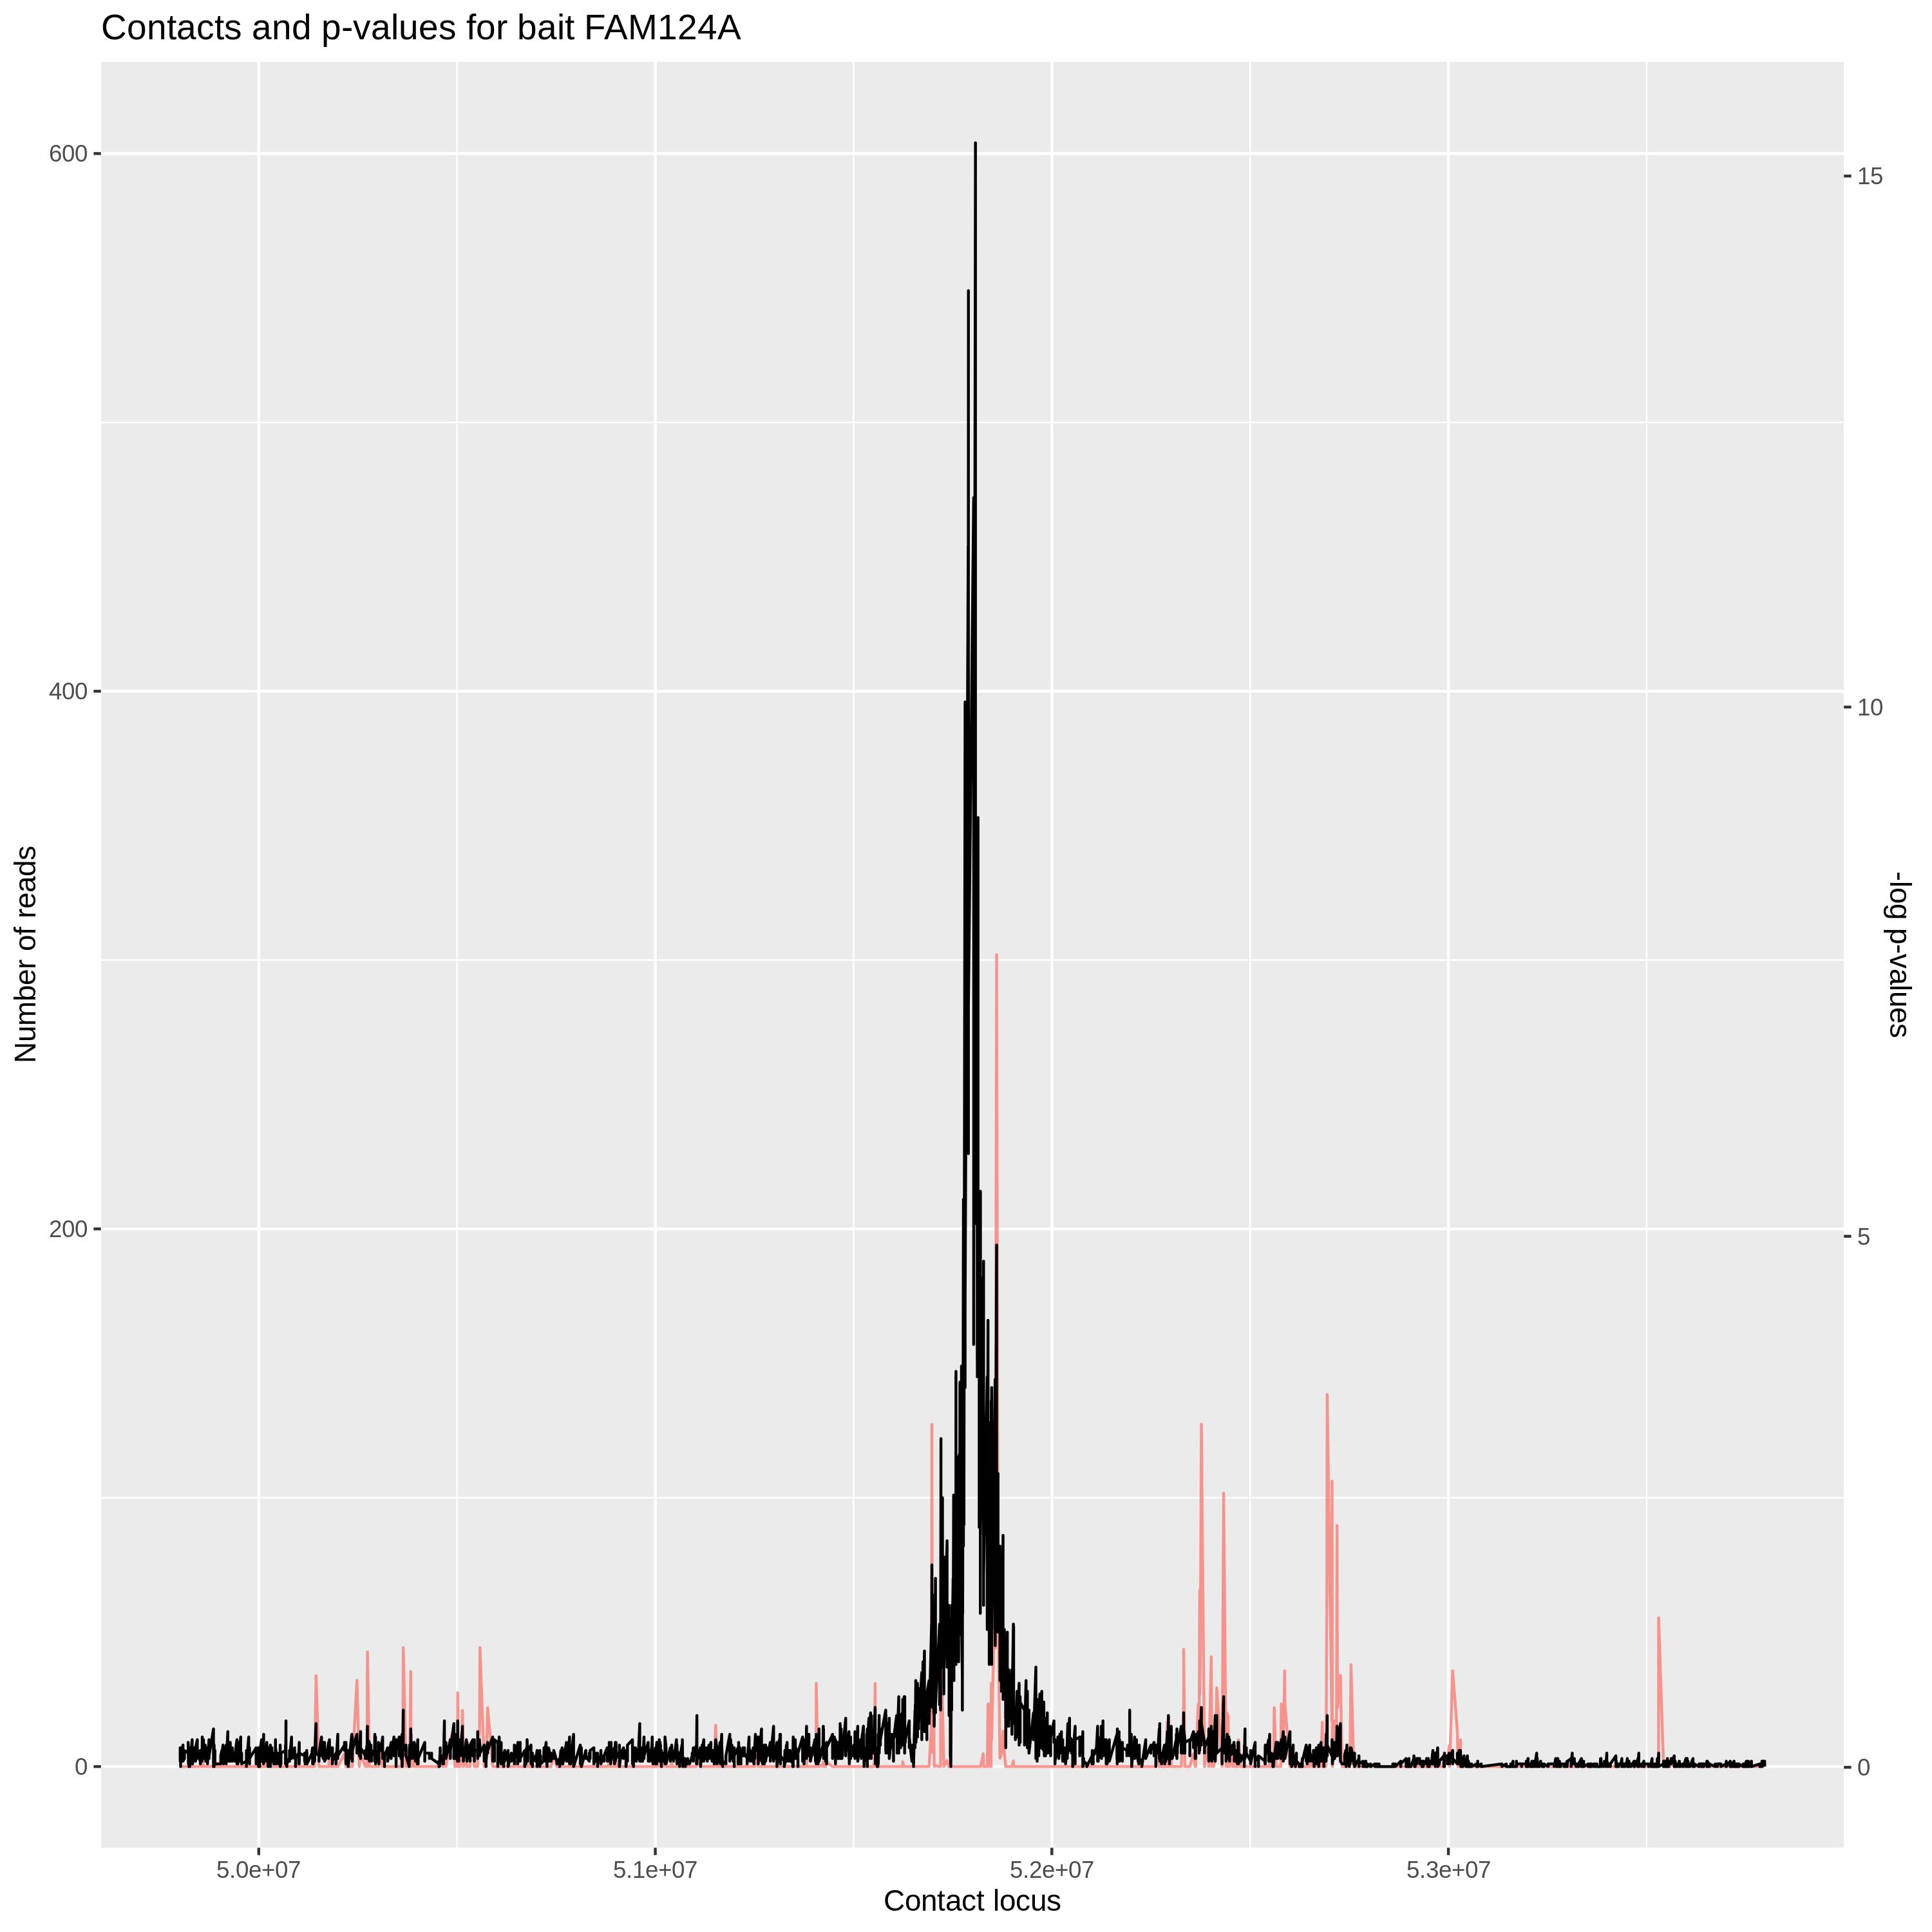 Contacts and p-values for bait FAM124A
600
400
200
0
Number of reads
15
10
5
0
-log p-values
5.0e+07 5.1e+07 5.2e+07 5.3e+07
Contact locus